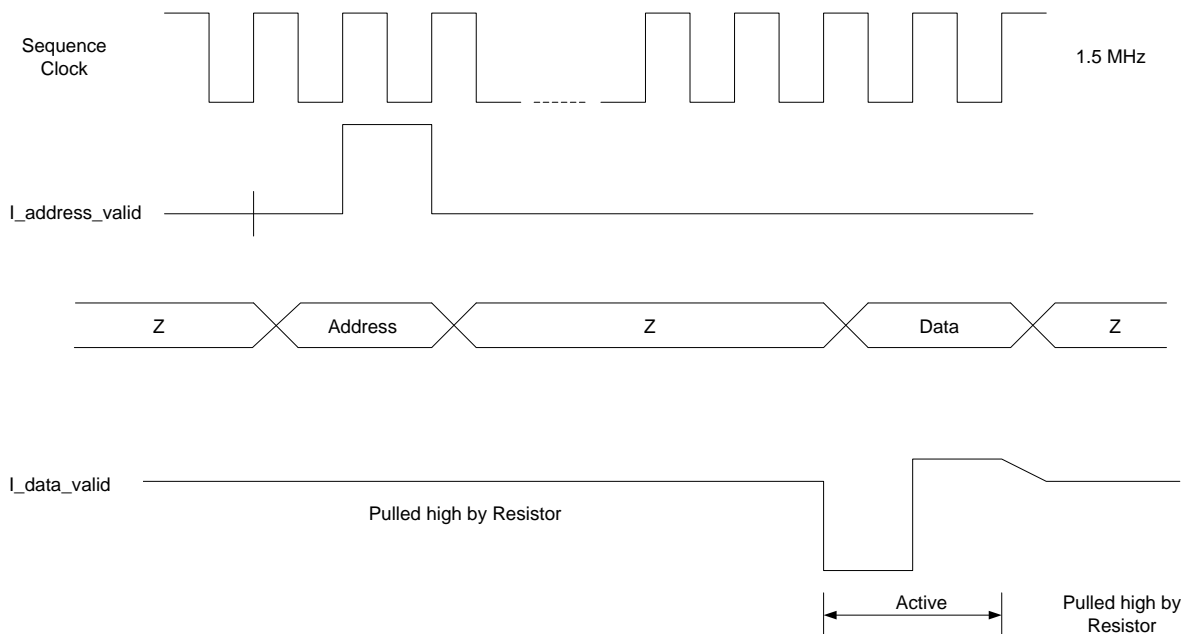 Sequence
Clock
1.5 MHz
I_address_valid
Z
Address
Z
Data
Z
I_data_valid
Pulled high by Resistor
Active
Pulled high by
Resistor